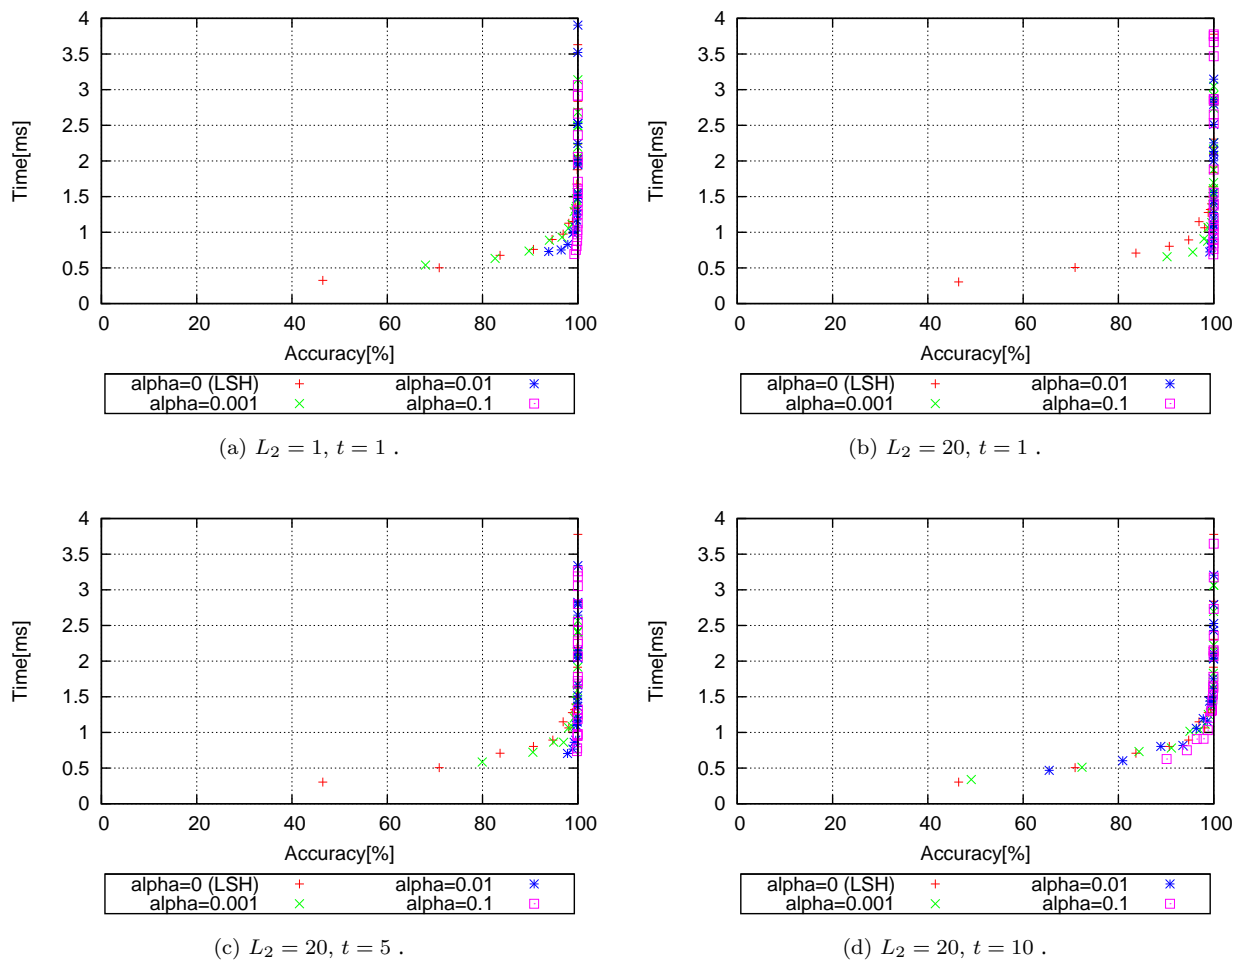 4
3.5
3
2.5
2
1.5
1
0.5
0
Time[ms]
0 20 40 60 80 100
Accuracy[%]
alpha=0 (LSH) alpha=0.01
alpha=0.001 alpha=0.1
(a) L₂ = 1, t = 1 .
4
3.5
3
2.5
2
1.5
1
0.5
0
Time[ms]
0 20 40 60 80 100
Accuracy[%]
alpha=0 (LSH) alpha=0.01
alpha=0.001 alpha=0.1
(b) L₂ = 20, t = 1 .
4
3.5
3
2.5
2
1.5
1
0.5
0
Time[ms]
0 20 40 60 80 100
Accuracy[%]
alpha=0 (LSH) alpha=0.01
alpha=0.001 alpha=0.1
(c) L₂ = 20, t = 5 .
4
3.5
3
2.5
2
1.5
1
0.5
0
Time[ms]
0 20 40 60 80 100
Accuracy[%]
alpha=0 (LSH) alpha=0.01
alpha=0.001 alpha=0.1
(d) L₂ = 20, t = 10 .